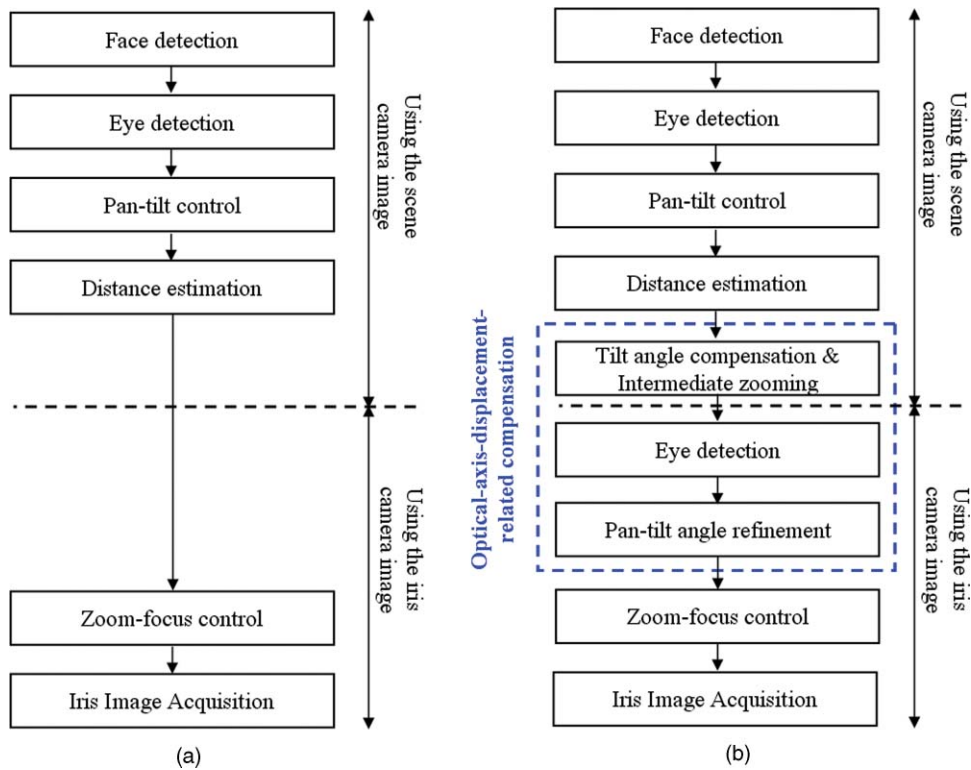 Face detection
Eye detection
Pan-tilt control
Distance estimation
Zoom-focus control
Iris Image Acquisition
Using the scene
camera image
Using the iris
camera image
(a)
Face detection
Eye detection
Pan-tilt control
Distance estimation
Optical-axis-displacement-
related compensation
Tilt angle compensation &
Intermediate zooming
Eye detection
Pan-tilt angle refinement
Zoom-focus control
Iris Image Acquisition
Using the scene
camera image
Using the iris
camera image
(b)